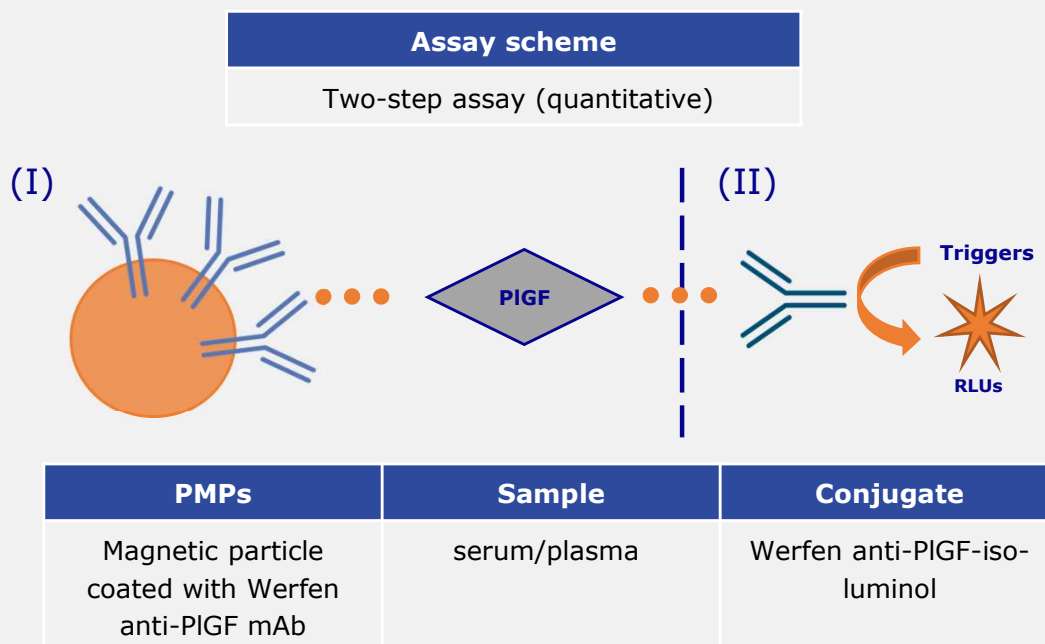 Assay scheme
Two-step assay (quantitative)
(I)
(II)
PlGF
Triggers
RLUs
PMPs
Sample
Conjugate
Magnetic particle
coated with Werfen
anti-PlGF mAb
serum/plasma
Werfen anti-PlGF-iso-
luminol